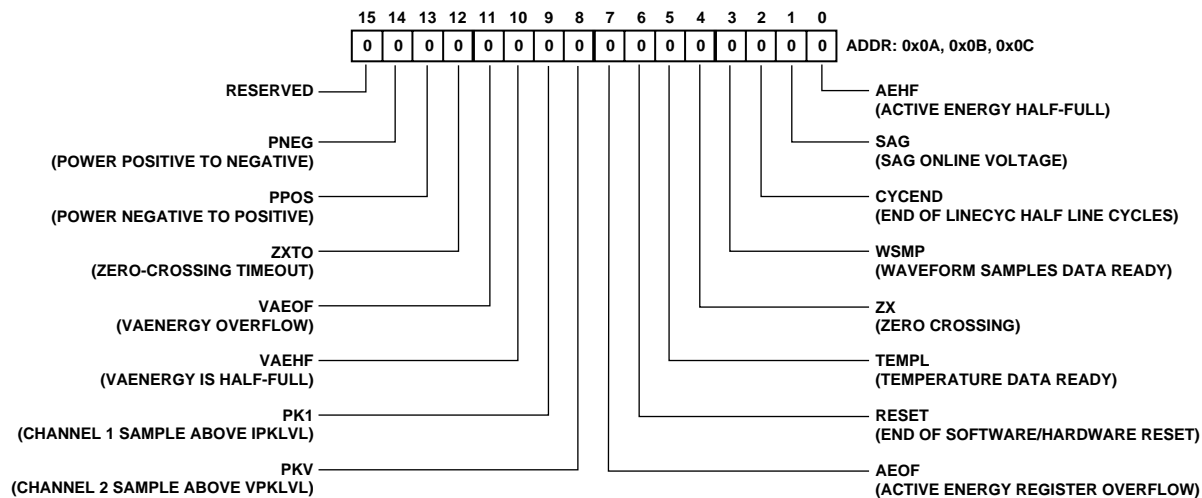 15 14 13 12 11 10 9 8 7 6 5 4 3 2 1 0
0 0 0 0 0 0 0 0 0 0 0 0 0 0 0 0 ADDR: 0x0A, 0x0B, 0x0C
RESERVED
PNEG
(POWER POSITIVE TO NEGATIVE)
PPOS
(POWER NEGATIVE TO POSITIVE)
ZXTO
(ZERO-CROSSING TIMEOUT)
VAEOF
(VAENERGY OVERFLOW)
VAEHF
(VAENERGY IS HALF-FULL)
PK1
(CHANNEL 1 SAMPLE ABOVE IPKLVL)
PKV
(CHANNEL 2 SAMPLE ABOVE VPKLVL)
AEHF
(ACTIVE ENERGY HALF-FULL)
SAG
(SAG ONLINE VOLTAGE)
CYCEND
(END OF LINECYC HALF LINE CYCLES)
WSMP
(WAVEFORM SAMPLES DATA READY)
ZX
(ZERO CROSSING)
TEMPL
(TEMPERATURE DATA READY)
RESET
(END OF SOFTWARE/HARDWARE RESET)
AEOF
(ACTIVE ENERGY REGISTER OVERFLOW)